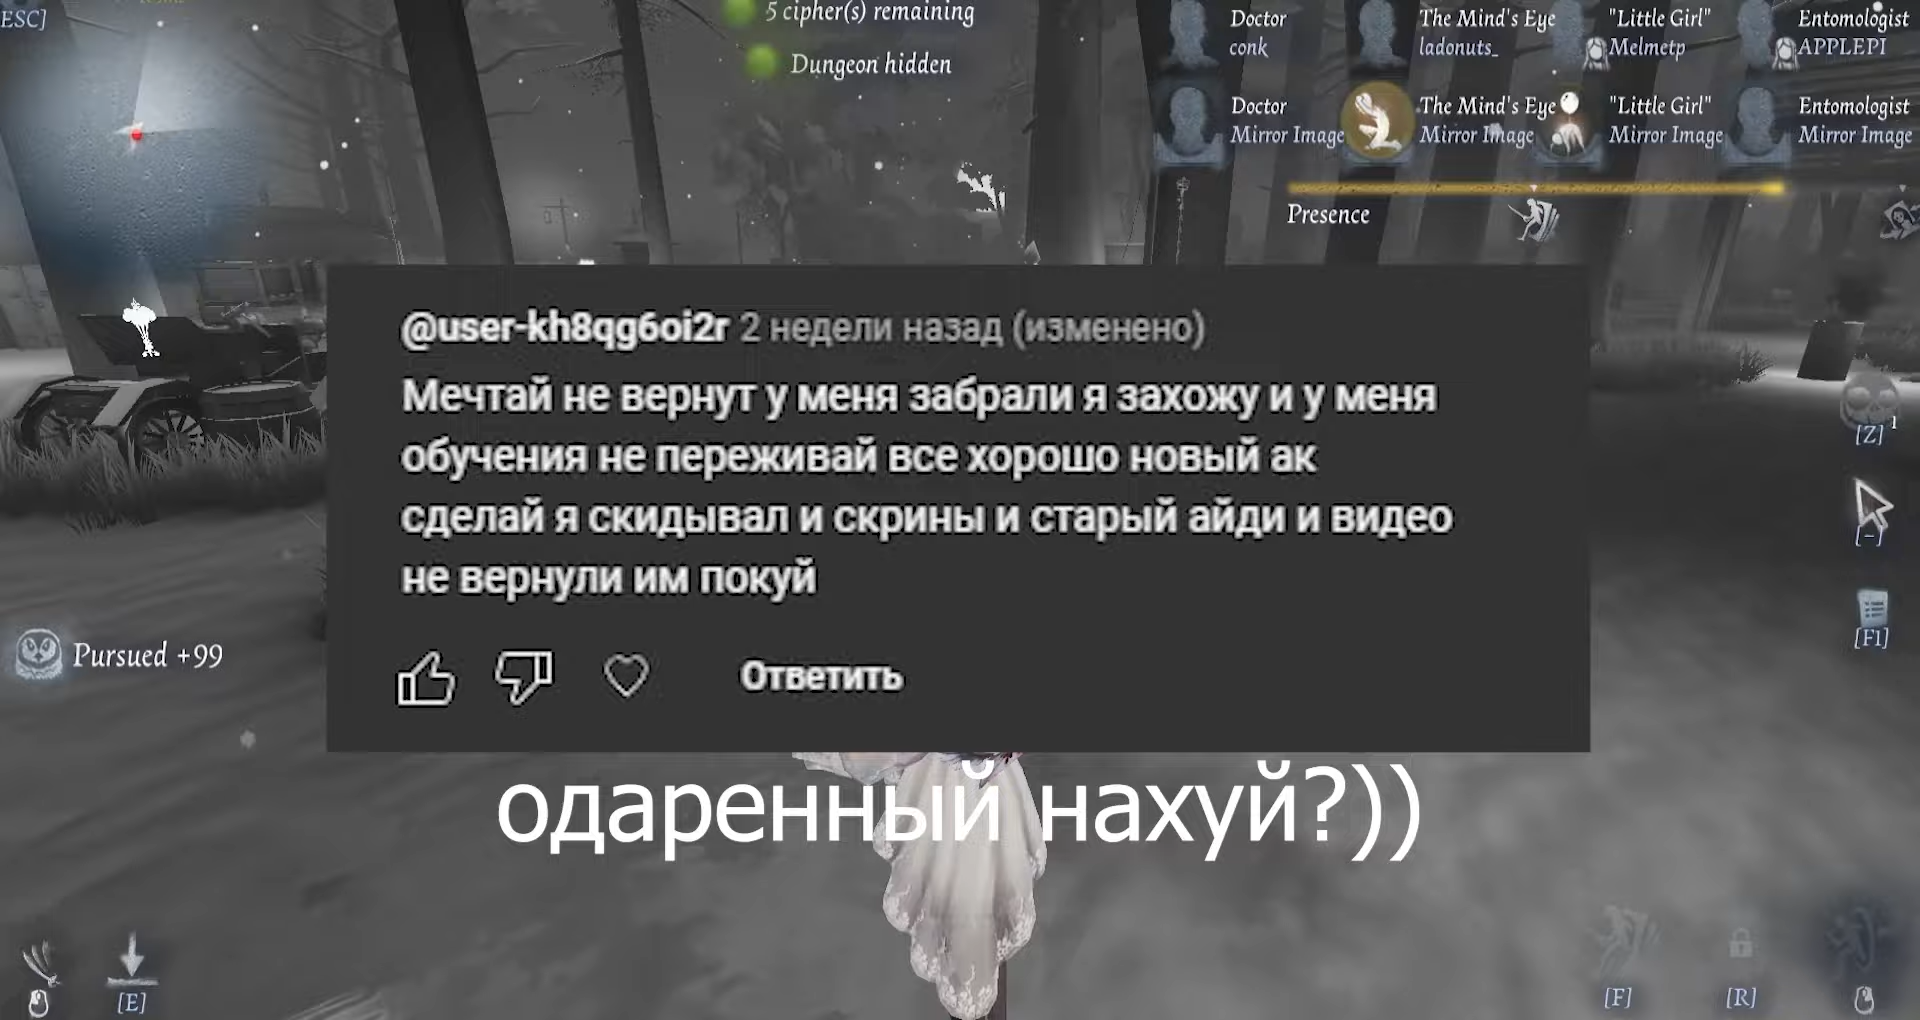 ESC]
5 cipher(s) remaining
Dungeon hidden
Doctor
conk
The Mind's Eye
ladonuts_
"Little Girl"
Melmetp
Entomologist
APPLEPI
Doctor
Mirror Image
The Mind's Eye
Mirror Image
"Little Girl"
Mirror Image
Entomologist
Mirror Image
Presence
@user-kh8qg6oi2r 2 недели назад (изменено)
Мечтай не вернут у меня забрали я захожу и у меня
обучения не переживай все хорошо новый ак
сделай я скидывал и скрины и старый айди и видео
не вернули им покуй
Ответить
1
[Z]
[-]
[F1]
Pursued +99
одаренный нахуй?))
[E]
[F]
[R]